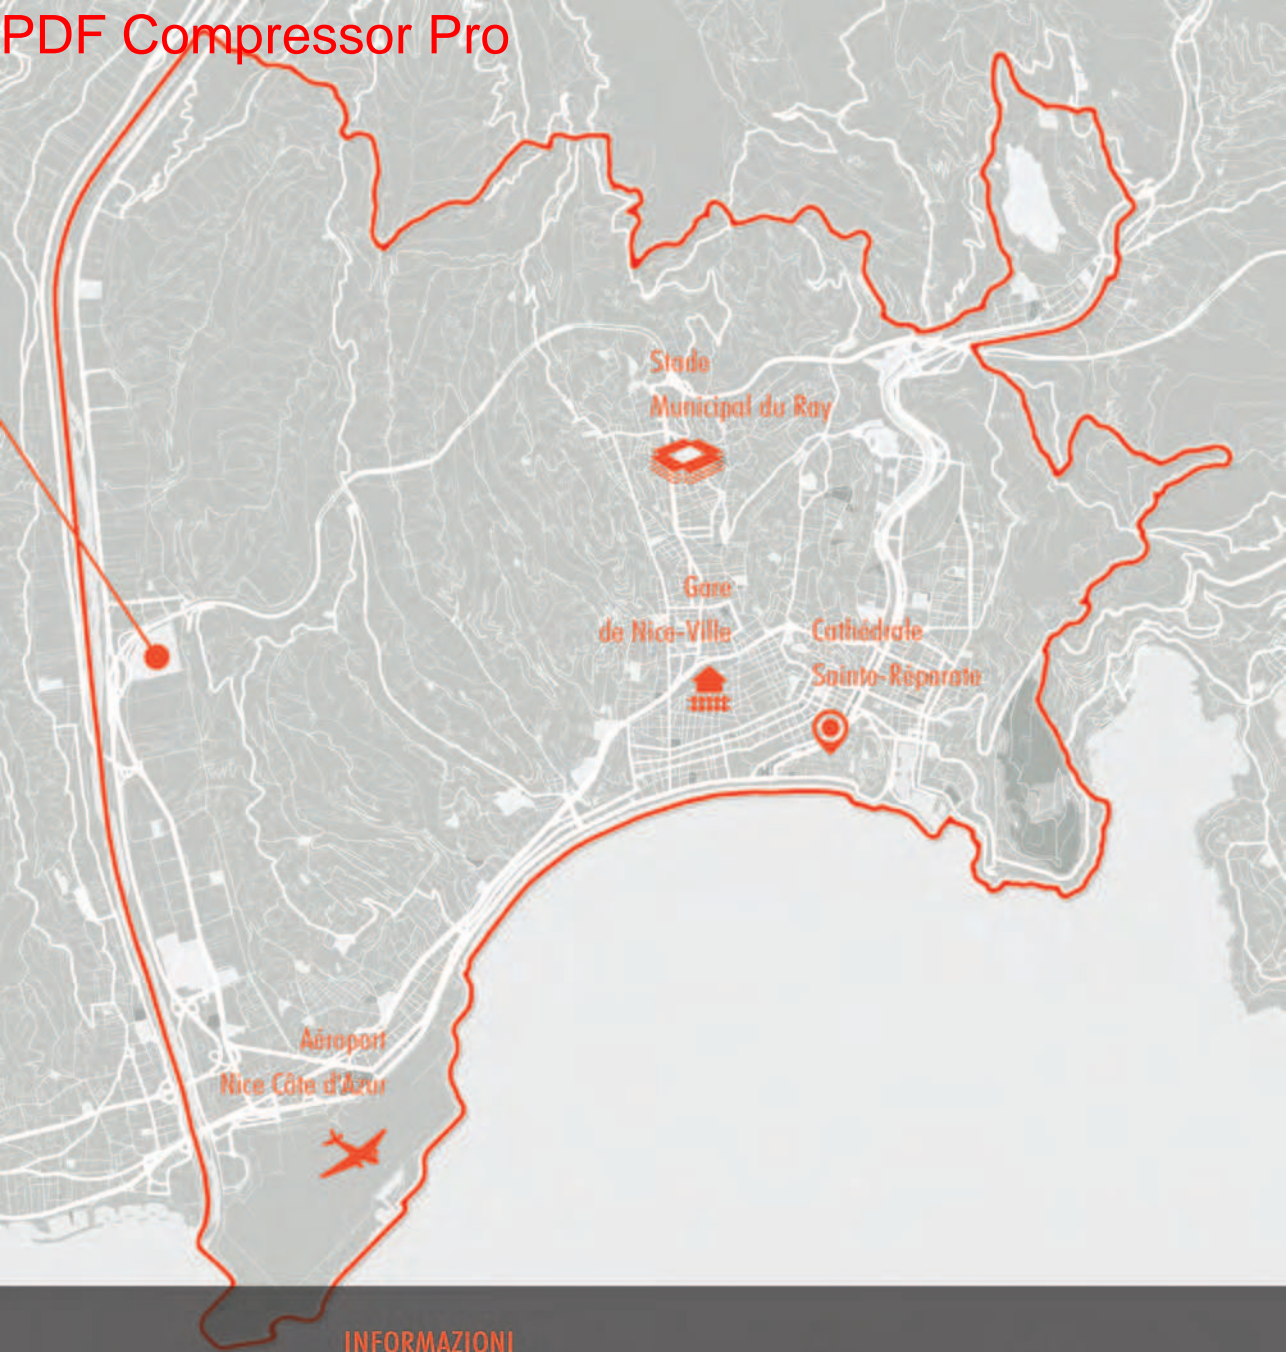 PDF Compressor Pro
Stade
Municipal du Ray
Gare
de Nice-Ville
Cathédrale
Sainte-Réparate
Aéroport
Nice Côte d'Azur
INFORMAZIONI